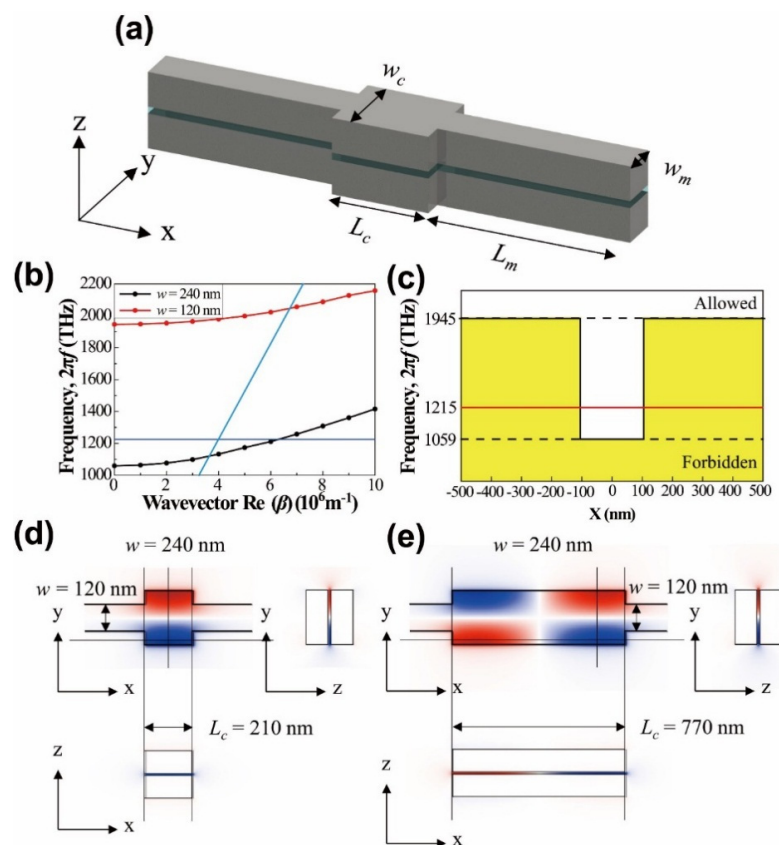 (a)
w_c
z
y
x
L_c
L_m
w_m
(b)
Frequency, 2πf (THz)
2200
2000
1800
1600
1400
1200
1000
w = 240 nm
w = 120 nm
0 2 4 6 8 10
Wavevector Re (β)(10⁶m⁻¹)
(c)
Frequency, 2πf (THz)
1945
1215
1059
Allowed
Forbidden
-500 -400 -300 -200 -100 0 100 200 300 400 500
X (nm)
(d)
w = 240 nm
w = 120 nm
y
x
y
z
L_c = 210 nm
z
x
(e)
w = 240 nm
w = 120 nm
y
x
y
z
L_c = 770 nm
z
x